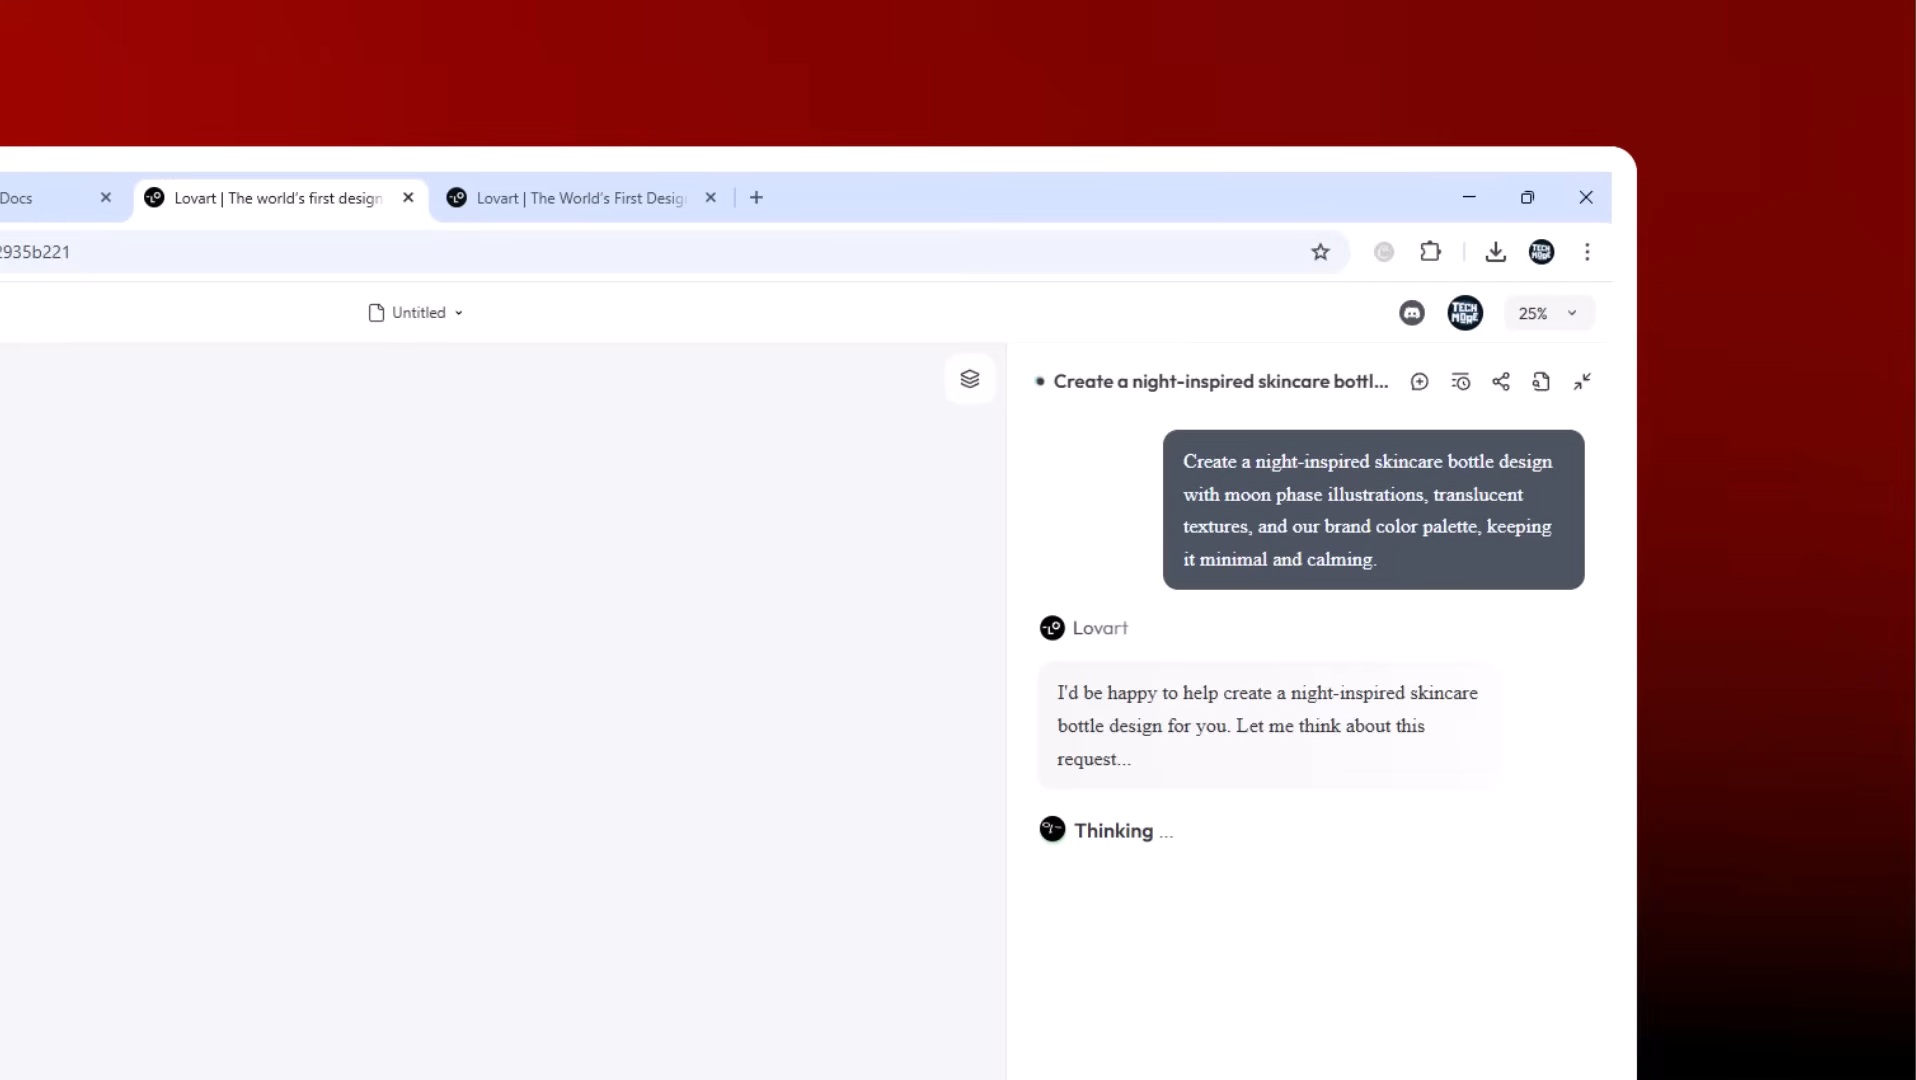 Docs
Lovart | The world's first design
Lovart | The World's First Desig
2935b221
Untitled
TECH MORE
25%
Create a night-inspired skincare bottl...
Create a night-inspired skincare bottle design
with moon phase illustrations, translucent
textures, and our brand color palette, keeping
it minimal and calming.
Lovart
I'd be happy to help create a night-inspired skincare
bottle design for you. Let me think about this
request...
Thinking ...